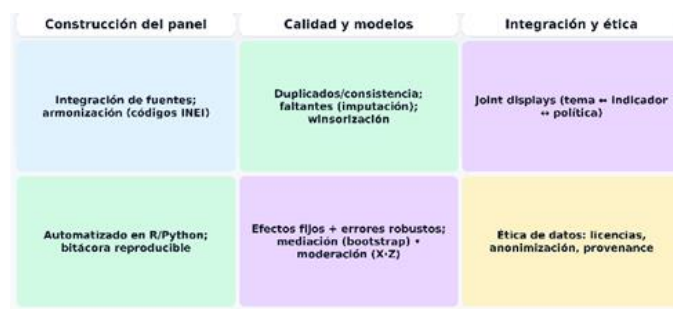 Construcción del panel
Calidad y modelos
Integración y ética
Integración de fuentes;
armonización (códigos INEI)
Duplicados/consistencia;
faltantes (imputación);
winsorización
Joint displays (tema ↔ indicador
↔ política)
Automatizado en R/Python;
bitácora reproducible
Efectos fijos + errores robustos;
mediación (bootstrap) •
moderación (X·Z)
Ética de datos: licencias,
anonimización, provenance